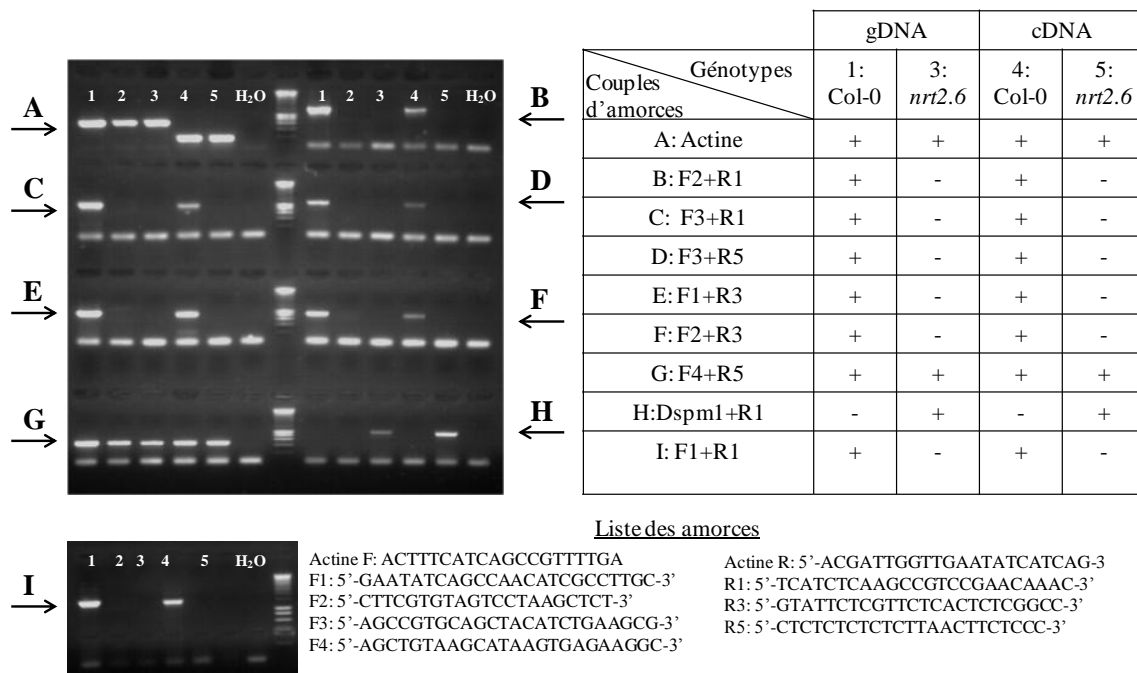 1 2 3 4 5 H₂O 1 2 3 4 5 H₂O
A
B
C
D
E
F
G
H
gDNA cDNA
Génotypes
Couples d'amorces
1: Col-0
3: nrt2.6
4: Col-0
5: nrt2.6
A: Actine + + + +
B: F2+R1 + - + -
C: F3+R1 + - + -
D: F3+R5 + - + -
E: F1+R3 + - + -
F: F2+R3 + - + -
G: F4+R5 + + + +
H:Dspm1+R1 - + - +
I: F1+R1 + - + -
1 2 3 4 5 H₂O
I
Liste des amorces
Actine F: ACTTTCATCAGCCGTTTTGA
F1: 5'-GAATATCAGCCAACATCGCCTTGC-3'
F2: 5'-CTTCGTGTAGTCCTAAGCTCT-3'
F3: 5'-AGCCGTGCAGCTACATCTGAAGCG-3'
F4: 5'-AGCTGTAAGCATAAGTGAGAAGGC-3'
Actine R: 5'-ACGATTGGTTGAATATCATCAG-3
R1: 5'-TCATCTCAAGCCGTCCGAACAAAC-3'
R3: 5'-GTATTCTCGTTCTCACTCTCGGCC-3'
R5: 5'-CTCTCTCTCTCTTAACTTCTCCC-3'